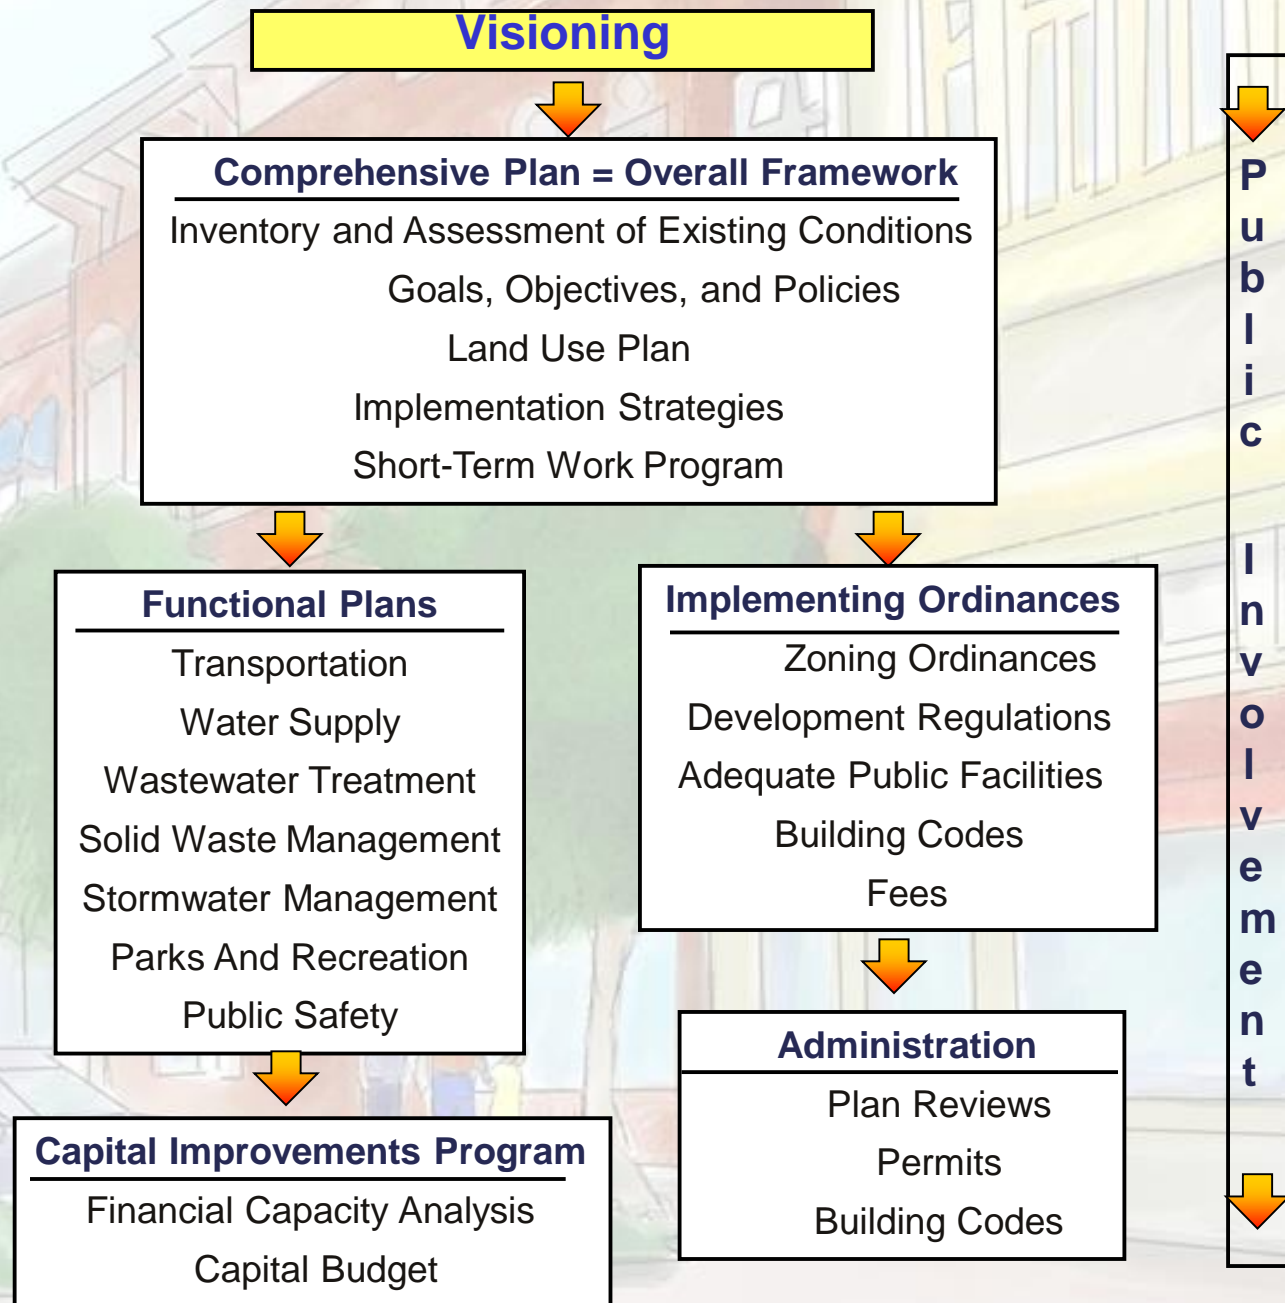 Visioning
Comprehensive Plan = Overall Framework
Inventory and Assessment of Existing Conditions
Goals, Objectives, and Policies
Land Use Plan
Implementation Strategies
Short-Term Work Program
Functional Plans
Transportation
Water Supply
Wastewater Treatment
Solid Waste Management
Stormwater Management
Parks And Recreation
Public Safety
Capital Improvements Program
Financial Capacity Analysis
Capital Budget
Implementing Ordinances
Zoning Ordinances
Development Regulations
Adequate Public Facilities
Building Codes
Fees
Administration
Plan Reviews
Permits
Building Codes
Public Involvement